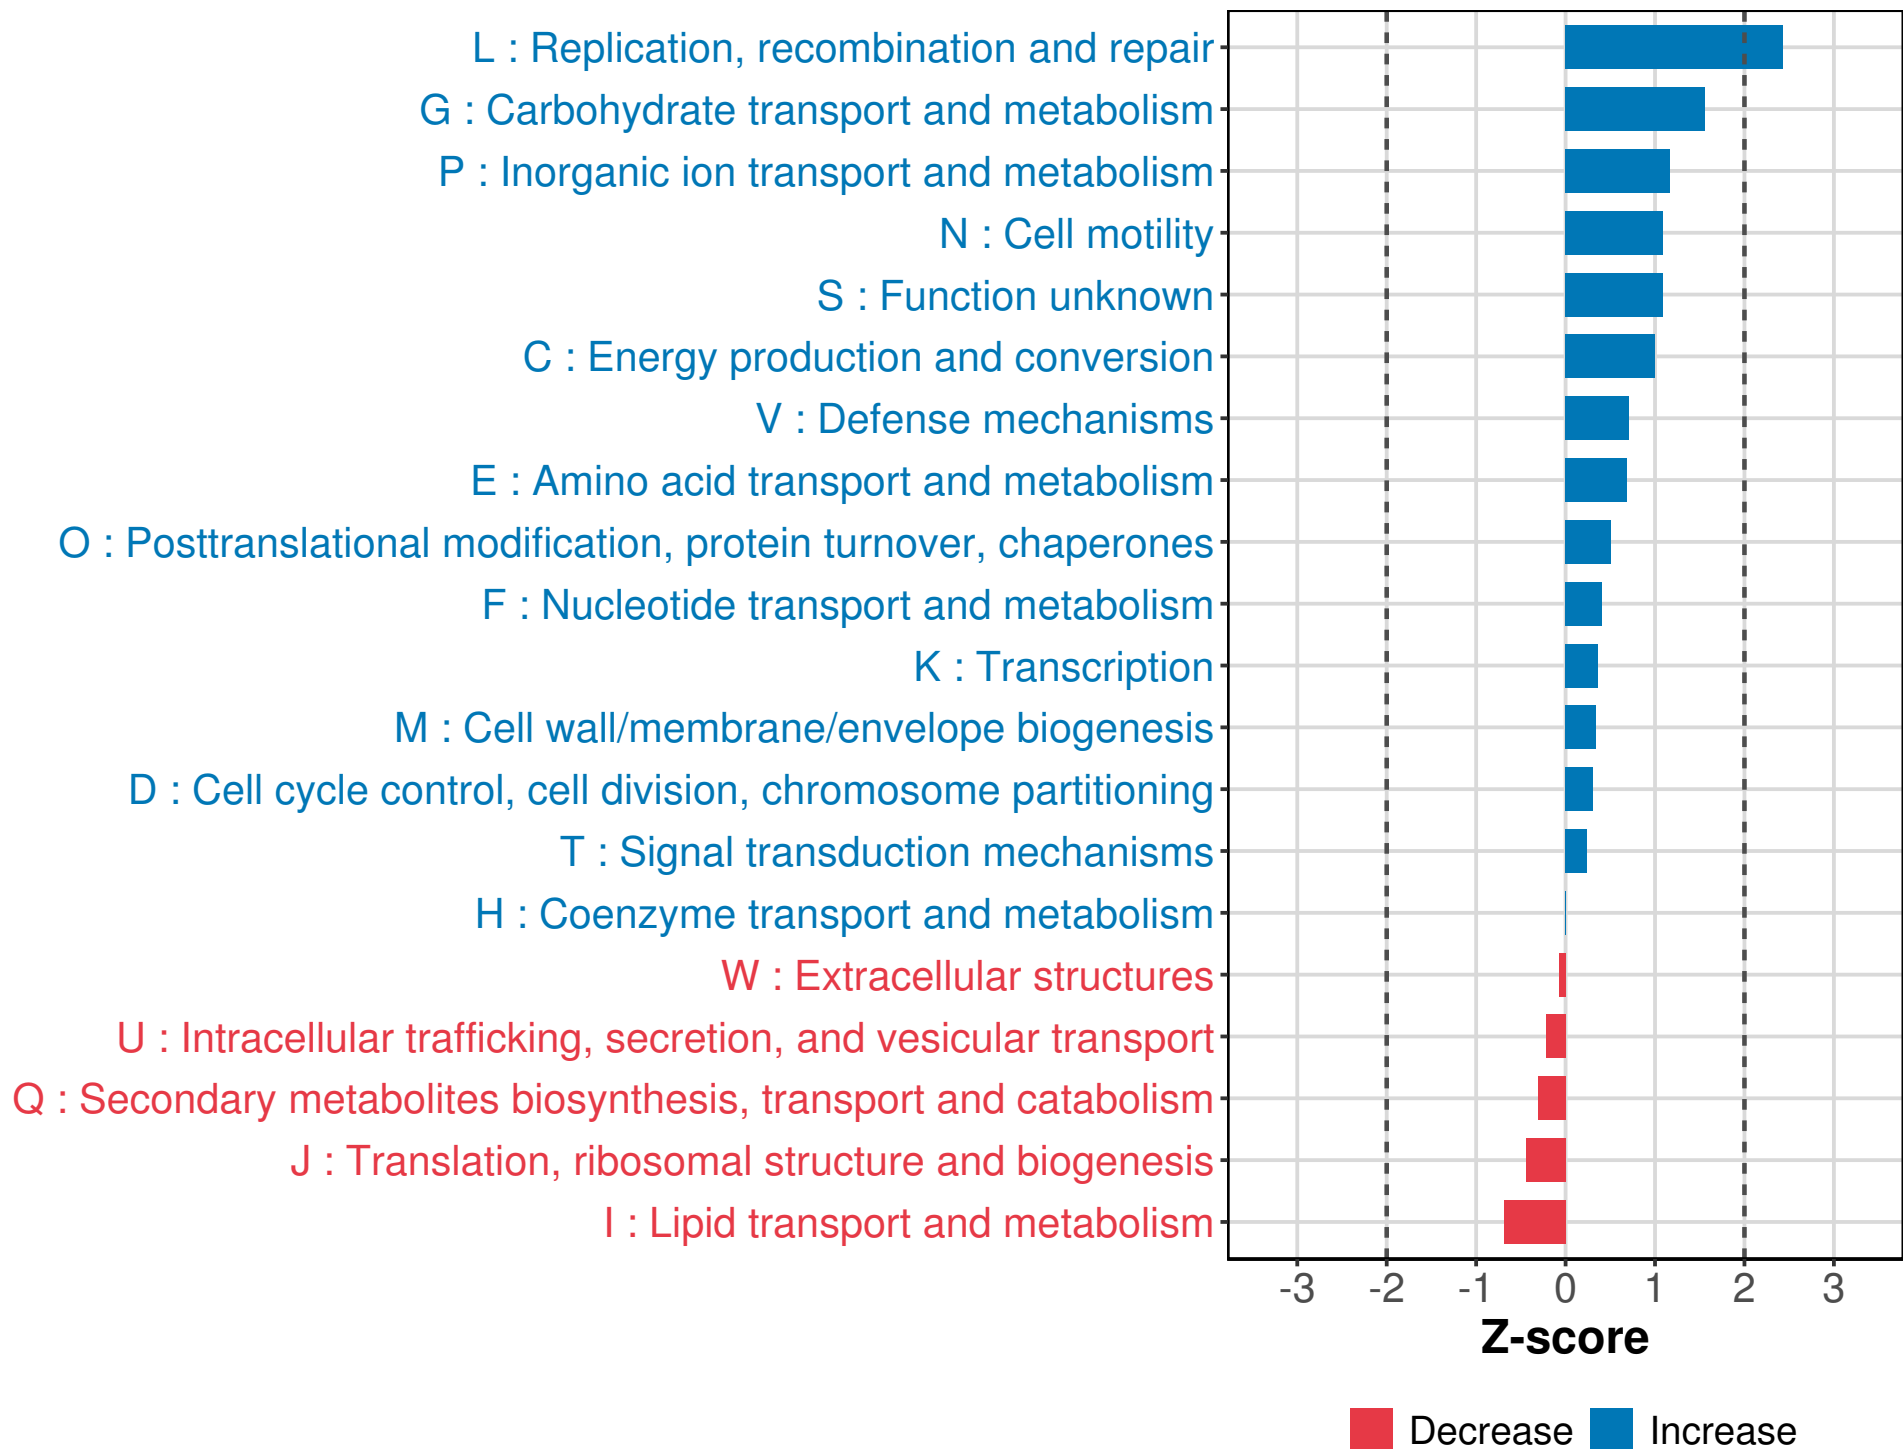 L : Replication, recombination and repair
G : Carbohydrate transport and metabolism
P : Inorganic ion transport and metabolism
N : Cell motility
S : Function unknown
C : Energy production and conversion
V : Defense mechanisms
E : Amino acid transport and metabolism
O : Posttranslational modification, protein turnover, chaperones
F : Nucleotide transport and metabolism
K : Transcription
M : Cell wall/membrane/envelope biogenesis
D : Cell cycle control, cell division, chromosome partitioning
T : Signal transduction mechanisms
H : Coenzyme transport and metabolism
W : Extracellular structures
U : Intracellular trafficking, secretion, and vesicular transport
Q : Secondary metabolites biosynthesis, transport and catabolism
J : Translation, ribosomal structure and biogenesis
I : Lipid transport and metabolism
-3 -2 -1 0 1 2 3
Z-score
Decrease Increase